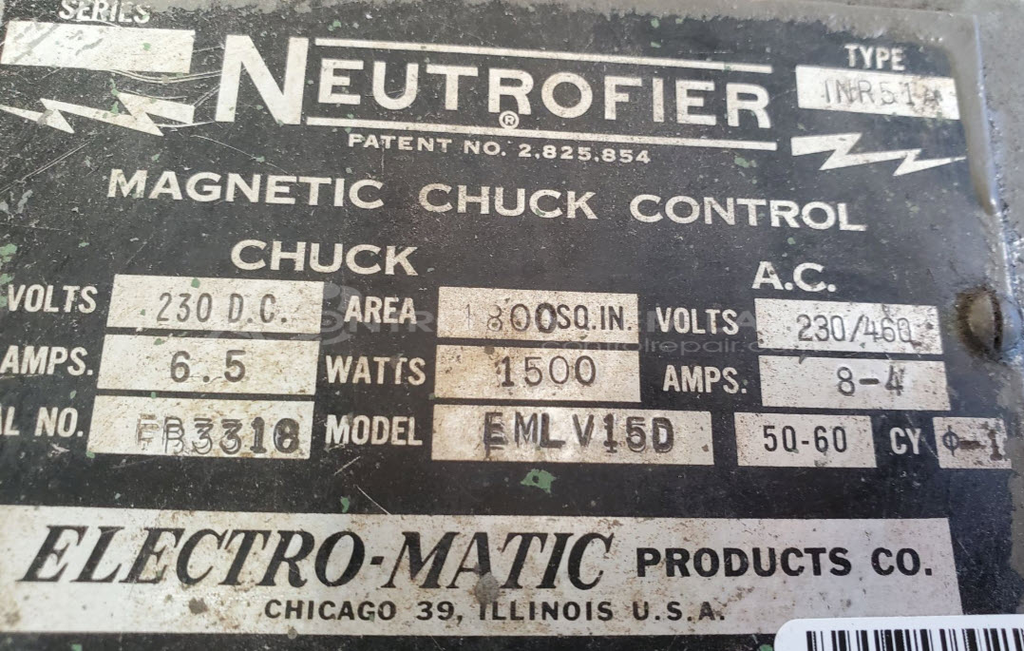 SERIES
NEUTROFIER®
TYPE
INR51A
PATENT NO. 2,825,854
MAGNETIC CHUCK CONTROL
CHUCK
A.C.
VOLTS 230 D.C. AREA 1800 SQ.IN. VOLTS 230/460
AMPS. 6.5 WATTS 1500 AMPS. 8-4
L NO. FB3318 MODEL EMLV15D 50-60 CY ϕ-1
ELECTRO-MATIC PRODUCTS CO.
CHICAGO 39, ILLINOIS U.S.A.